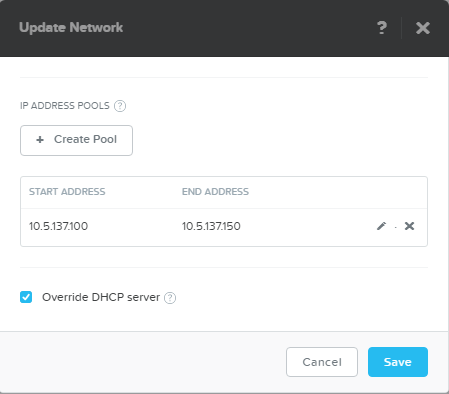 Update Network
?
IP ADDRESS POOLS ?
+ Create Pool
START ADDRESS END ADDRESS
10.5.137.100 10.5.137.150
Override DHCP server ?
Cancel Save